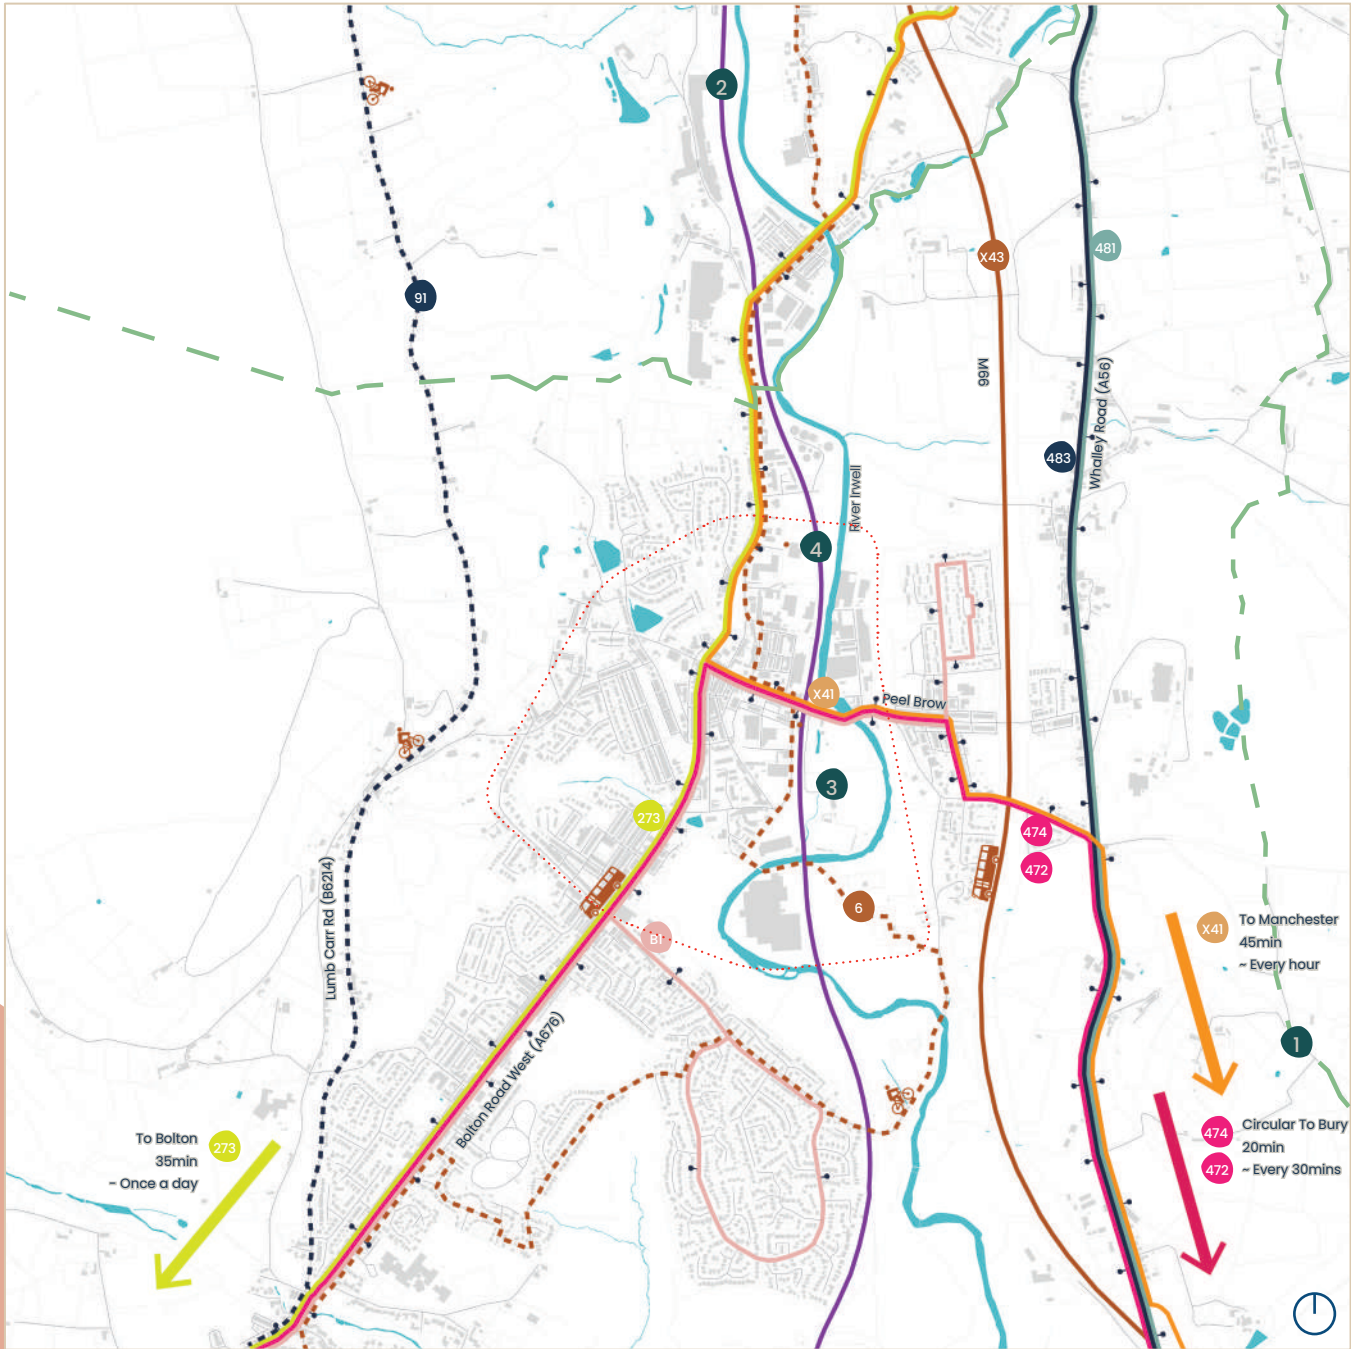 2
481
X43
91
M66
Whalley Road (A56)
483
River Irwell
4
X41
Peel Brow
3
273
474
472
6
B1
Lumb Carr Rd (B6214)
Bolton Road West (A676)
X41 To Manchester
45min
~ Every hour
1
474 Circular To Bury
20min
472 ~ Every 30mins
To Bolton 273
35min
~ Once a day